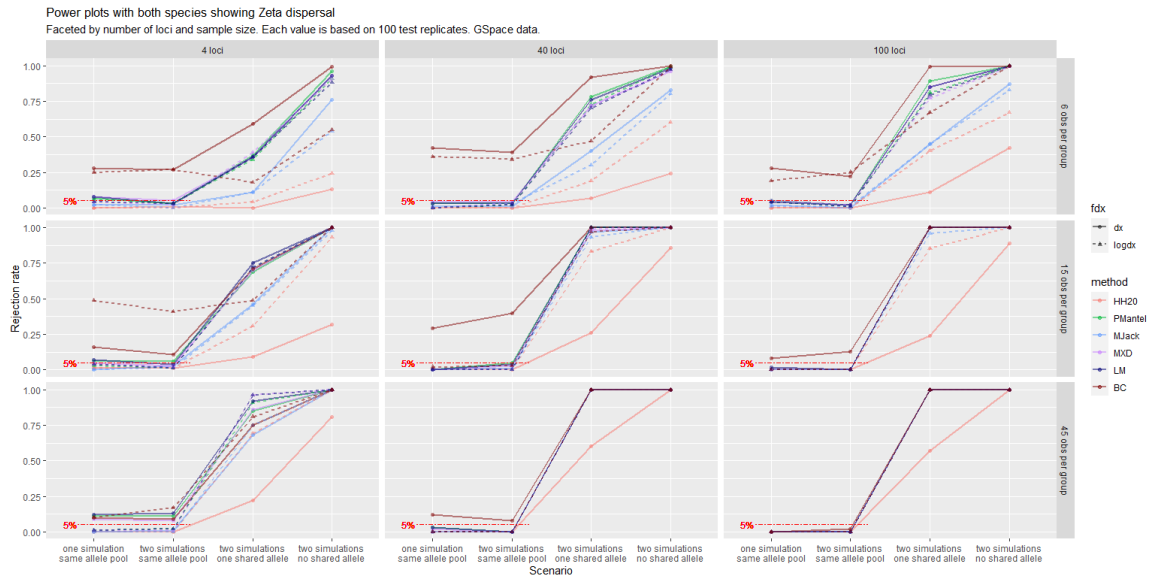 Power plots with both species showing Zeta dispersal
Faceted by number of loci and sample size. Each value is based on 100 test replicates. GSpace data.
4 loci
40 loci
100 loci
1.00
0.75
0.50
0.25
0.00
5%
5%
5%
6 obs per group
1.00
0.75
0.50
0.25
0.00
5%
5%
5%
15 obs per group
1.00
0.75
0.50
0.25
0.00
5%
5%
5%
45 obs per group
Rejection rate
one simulation
same allele pool
two simulations
same allele pool
two simulations
one shared allele
two simulations
no shared allele
one simulation
same allele pool
two simulations
same allele pool
two simulations
one shared allele
two simulations
no shared allele
one simulation
same allele pool
two simulations
same allele pool
two simulations
one shared allele
two simulations
no shared allele
Scenario
fdx
dx
logdx
method
HH20
PMantel
MJack
MXD
LM
BC